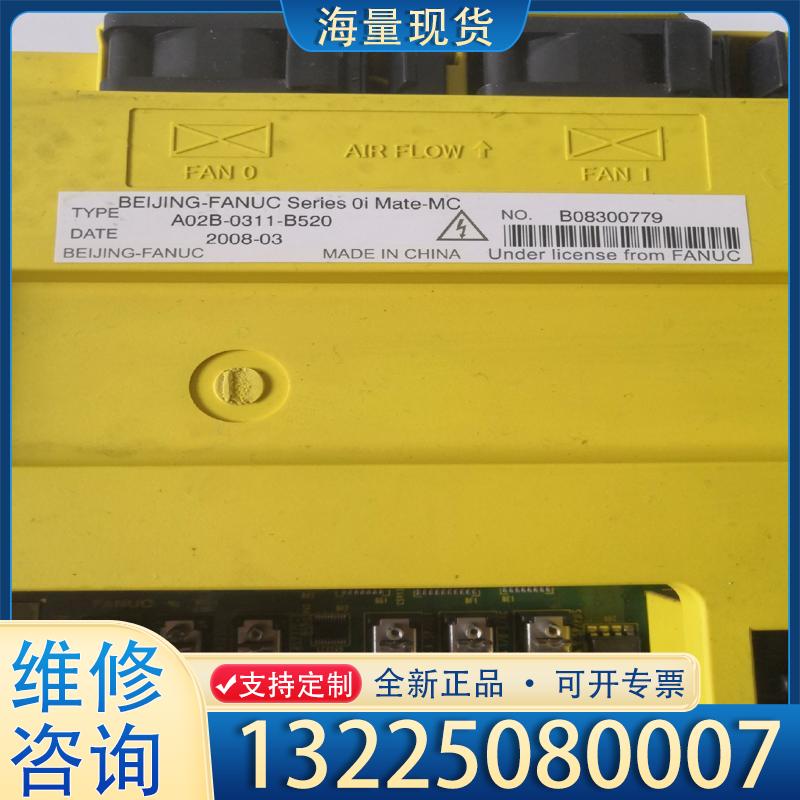 海量现货
FAN 0
AIR FLOW ↑
FAN 1
BEIJING-FANUC Series 0i Mate-MC
TYPE A02B-0311-B520
DATE 2008-03
BEIJING-FANUC MADE IN CHINA
NO. B08300779
Under license from FANUC
FANUC
BE1
维修咨询
✓支持定制 全新正品 · 可开专票
13225080007